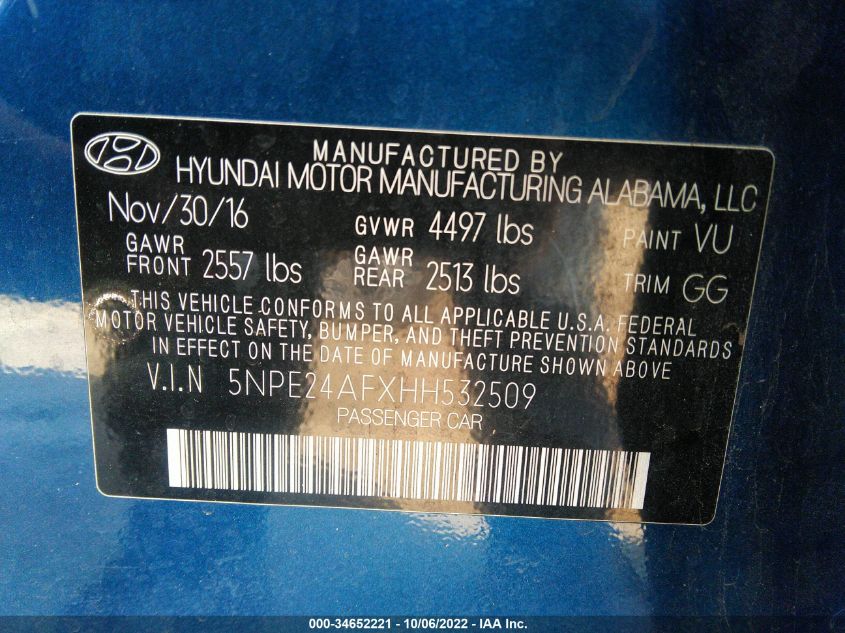 MANUFACTURED BY
HYUNDAI MOTOR MANUFACTURING ALABAMA, LLC
Nov/30/16 GVWR 4497 lbs PAINT VU
GAWR FRONT 2557 lbs GAWR REAR 2513 lbs TRIM GG
THIS VEHICLE CONFORMS TO ALL APPLICABLE U.S.A. FEDERAL
MOTOR VEHICLE SAFETY, BUMPER, AND THEFT PREVENTION STANDARDS
IN EFFECT ON THE DATE OF MANUFACTURE SHOWN ABOVE
V.I.N 5NPE24AFXHH532509
PASSENGER CAR
000-34652221 - 10/06/2022 - IAA Inc.